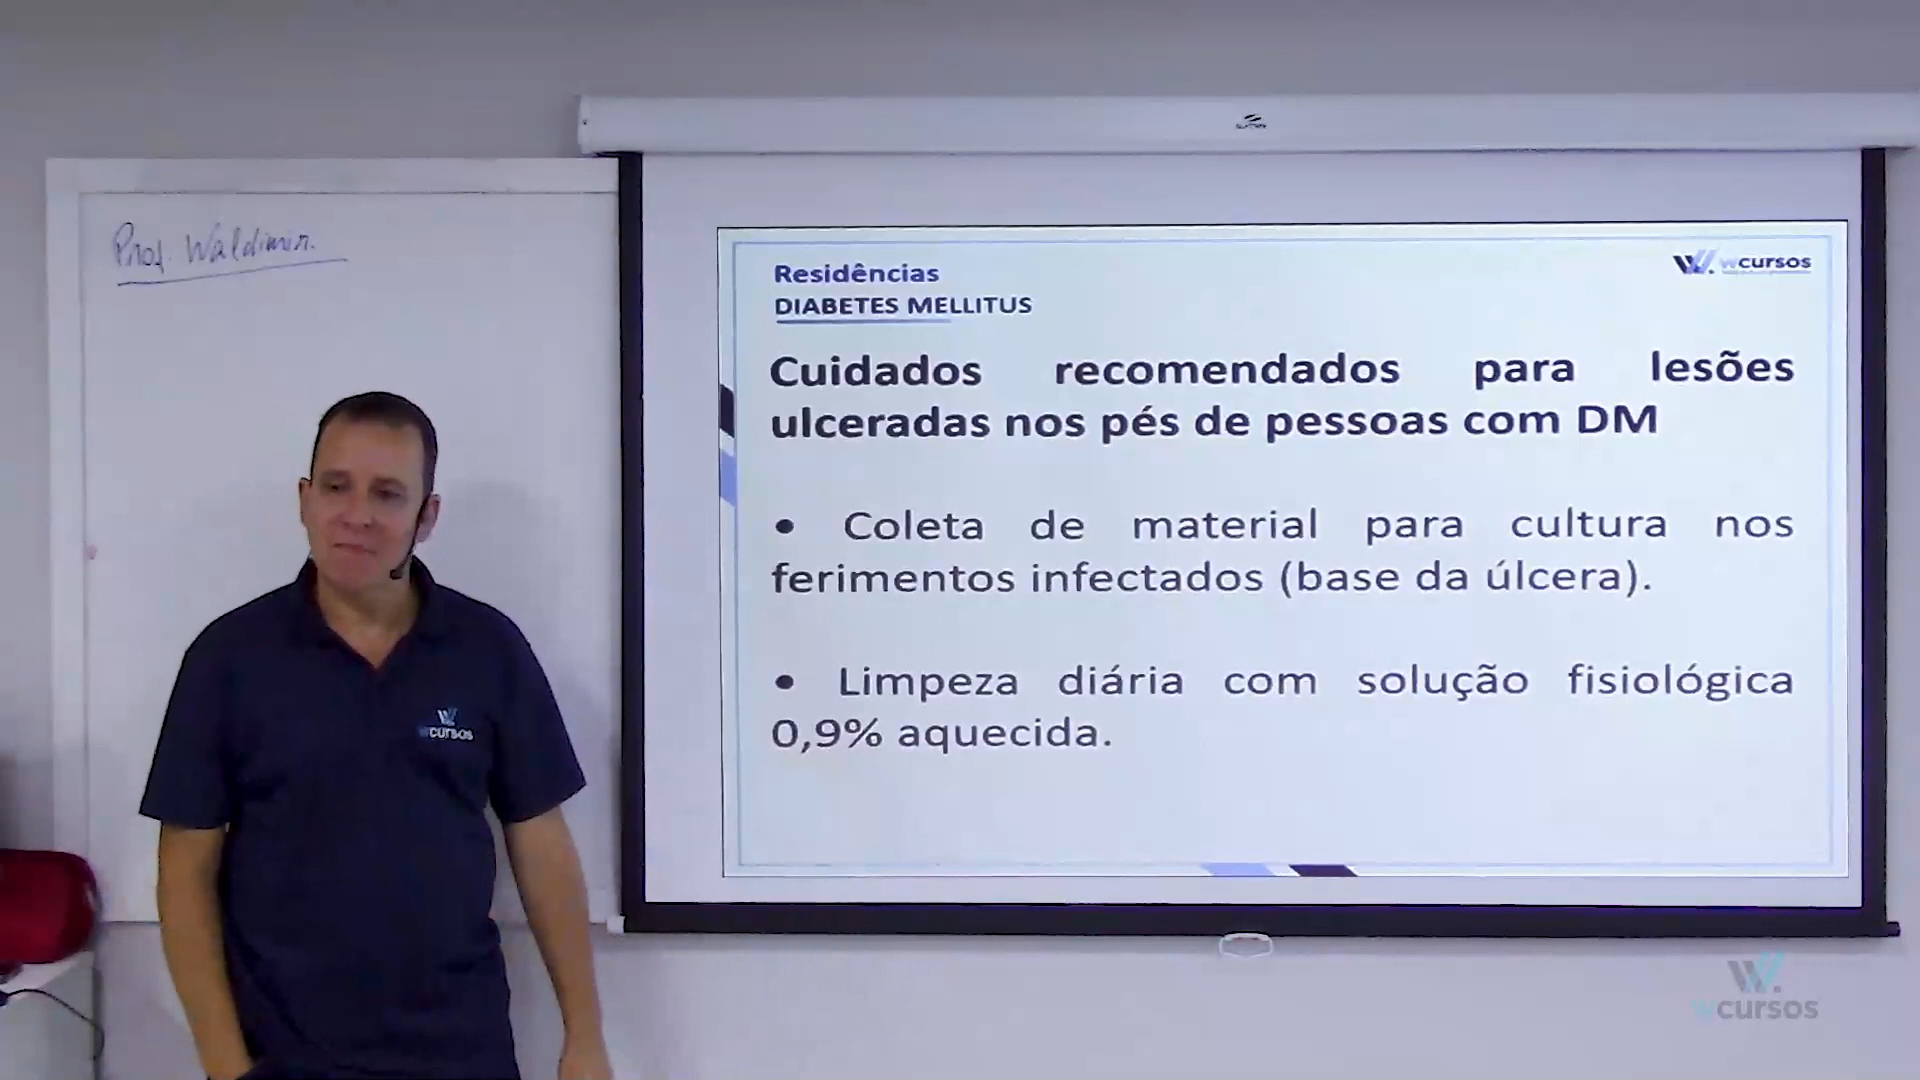 Prof. Waldimir.
Residências
DIABETES MELLITUS
wcursos
Cuidados recomendados para lesões
ulceradas nos pés de pessoas com DM
• Coleta de material para cultura nos
ferimentos infectados (base da úlcera).
• Limpeza diária com solução fisiológica
0,9% aquecida.
wcursos
wcursos